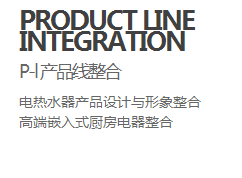 PRODUCT LINE
INTEGRATION
P-I产品线整合
电热水器产品设计与形象整合
高端嵌入式厨房电器整合